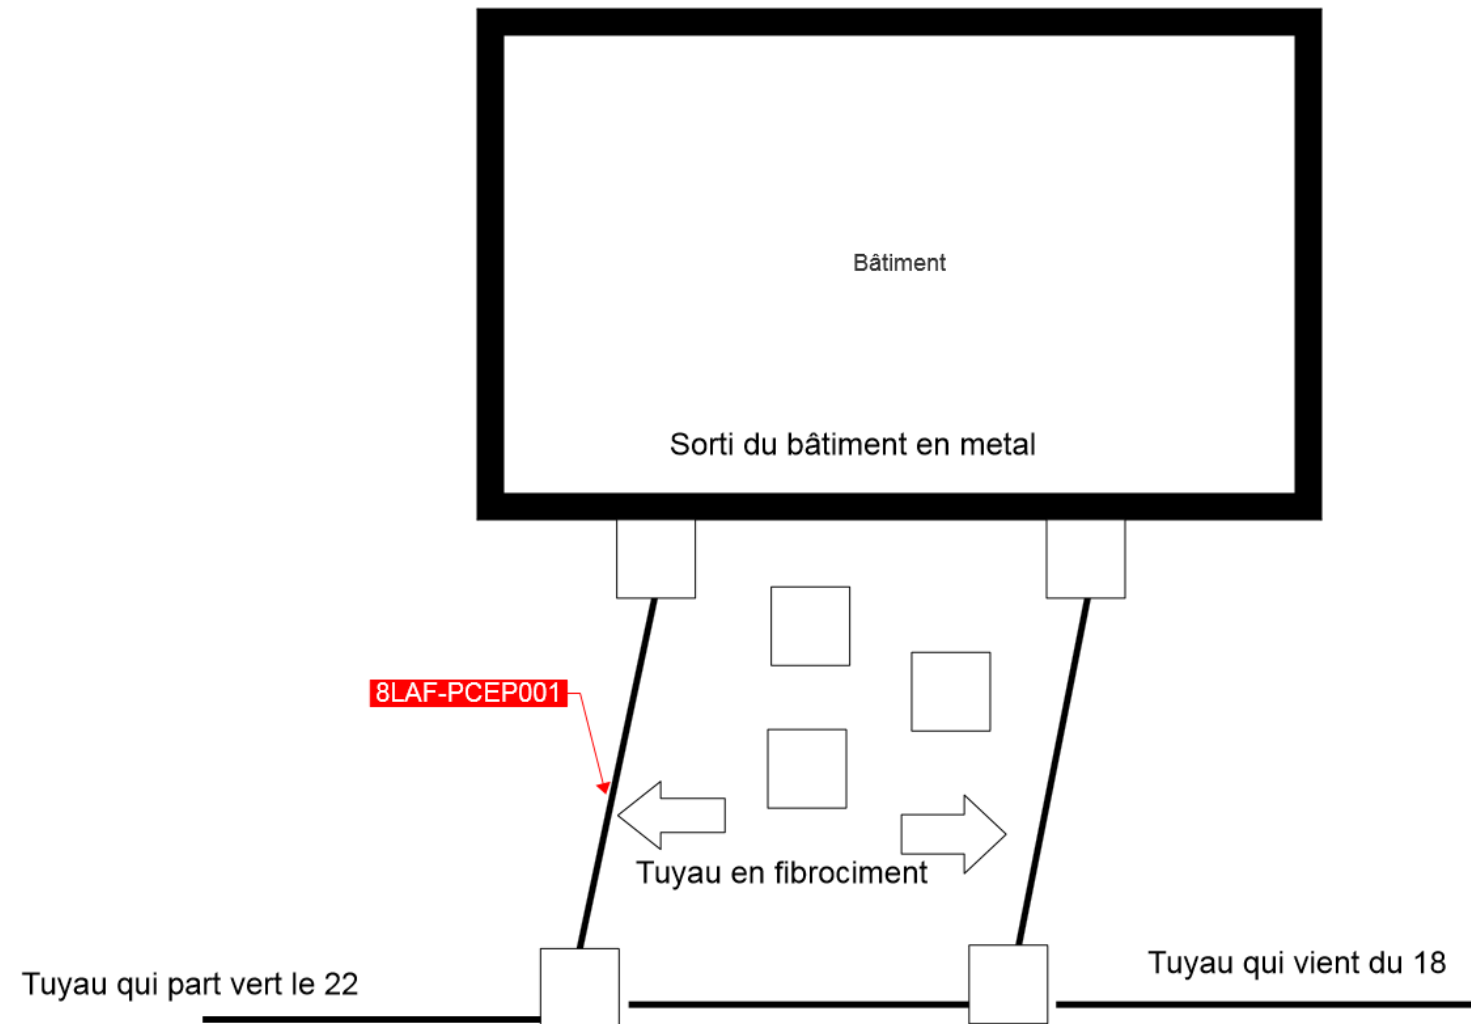 Bâtiment
Sorti du bâtiment en metal
8LAF-PCEP001
Tuyau en fibrociment
Tuyau qui vient du 18
Tuyau qui part vert le 22